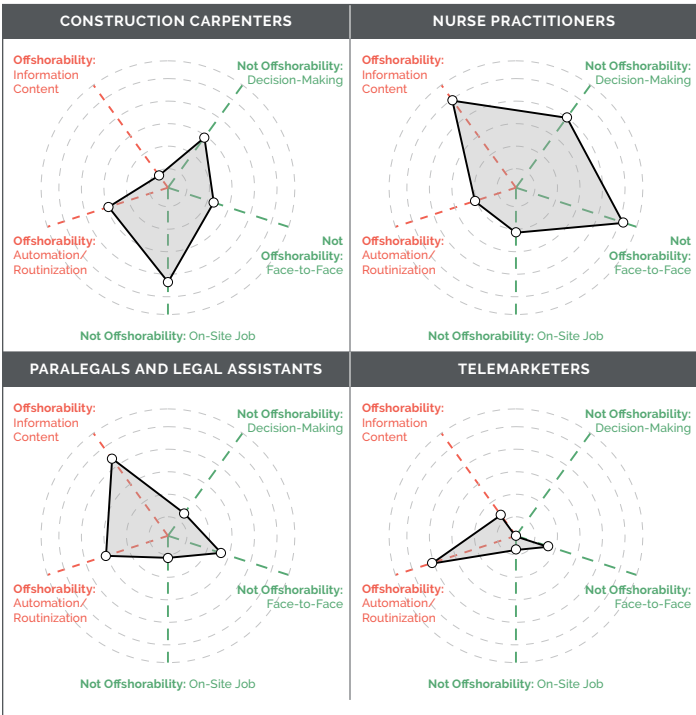 CONSTRUCTION CARPENTERS
Offshorability:
Information
Content
Not Offshorability:
Decision-Making
Offshorability:
Automation/
Routinization
Not
Offshorability:
Face-to-Face
Not Offshorability: On-Site Job
NURSE PRACTITIONERS
Offshorability:
Information
Content
Not Offshorability:
Decision-Making
Offshorability:
Automation/
Routinization
Not
Offshorability:
Face-to-Face
Not Offshorability: On-Site Job
PARALEGALS AND LEGAL ASSISTANTS
Offshorability:
Information
Content
Not Offshorability:
Decision-Making
Offshorability:
Automation/
Routinization
Not Offshorability:
Face-to-Face
Not Offshorability: On-Site Job
TELEMARKETERS
Offshorability:
Information
Content
Not Offshorability:
Decision-Making
Offshorability:
Automation/
Routinization
Not Offshorability:
Face-to-Face
Not Offshorability: On-Site Job